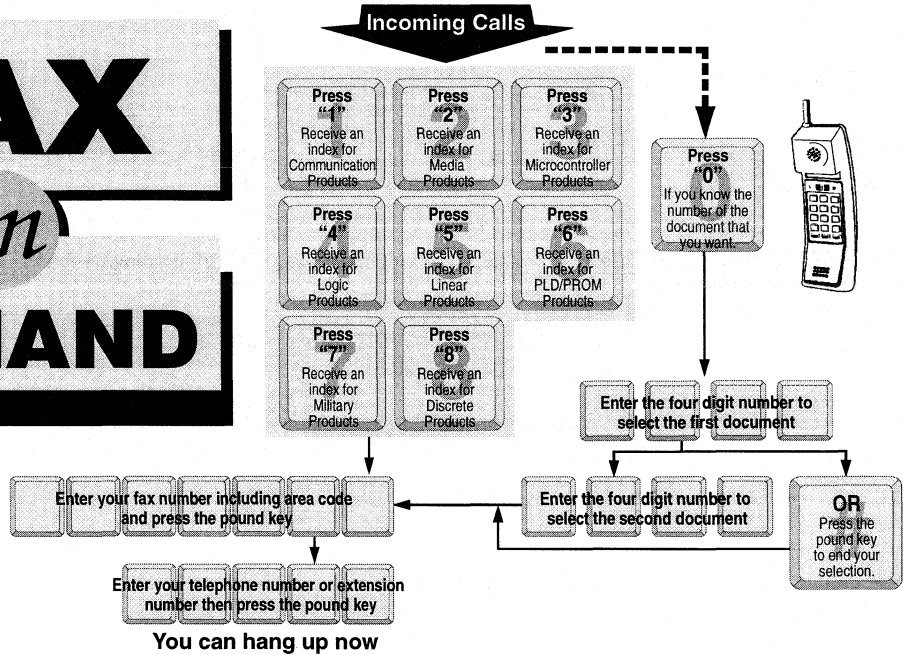 Incoming Calls
AX
n
AND
Press
"1"
Receive an
index for
Communication
Products
Press
"2"
Receive an
index for
Media
Products
Press
"3"
Receive an
index for
Microcontroller
Products
Press
"4"
Receive an
index for
Logic
Products
Press
"5"
Receive an
index for
Linear
Products
Press
"6"
Receive an
index for
PLD/PROM
Products
Press
"7"
Receive an
index for
Military
Products
Press
"8"
Receive an
index for
Discrete
Products
Press
"0"
If you know the
number of the
document that
you want.
Enter the four digit number to
select the first document
Enter the four digit number to
select the second document
OR
Press the
pound key
to end your
selection.
Enter your fax number including area code
and press the pound key
Enter your telephone number or extension
number then press the pound key
You can hang up now